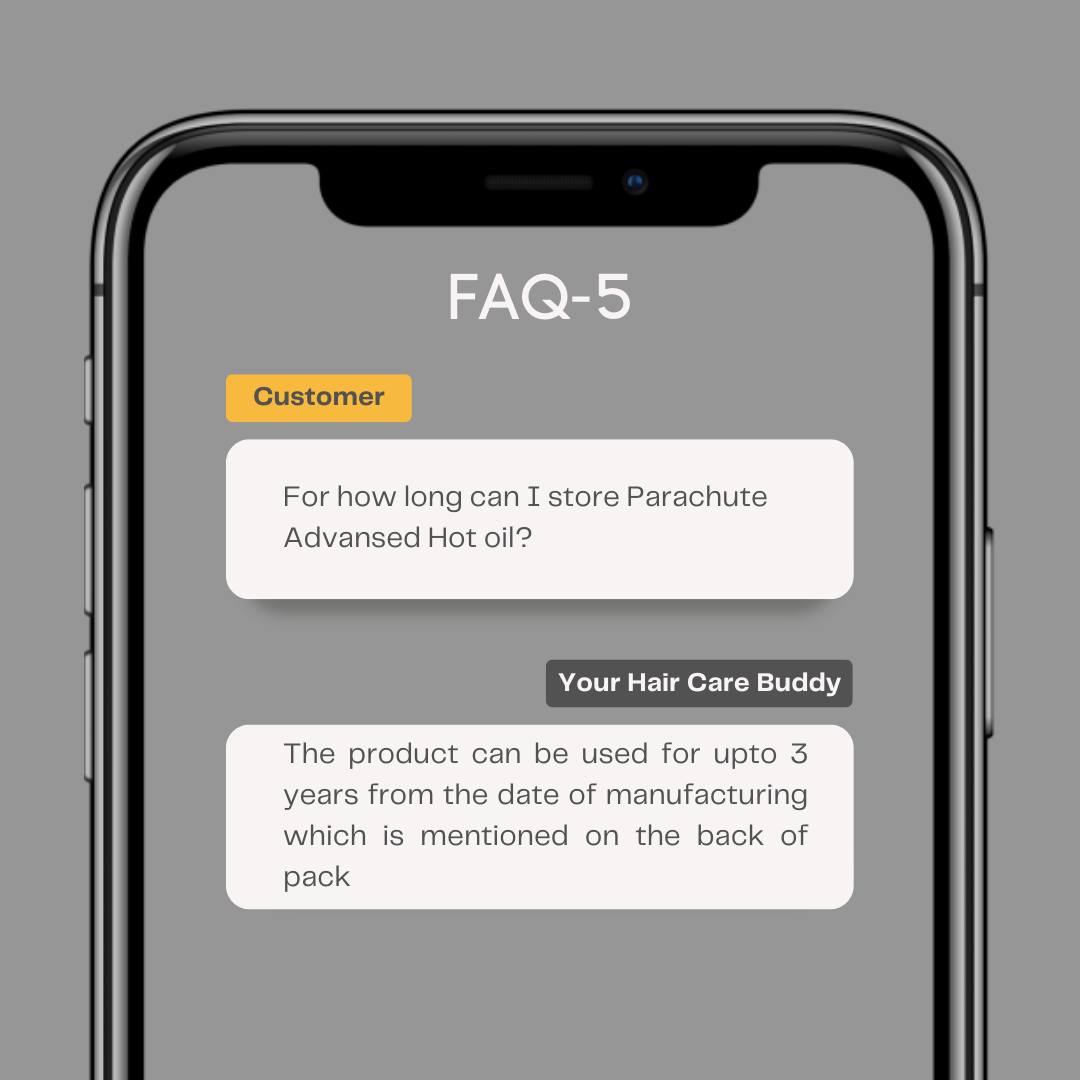 FAQ-5
Customer
For how long can I store Parachute
Advansed Hot oil?
Your Hair Care Buddy
The product can be used for upto 3
years from the date of manufacturing
which is mentioned on the back of
pack